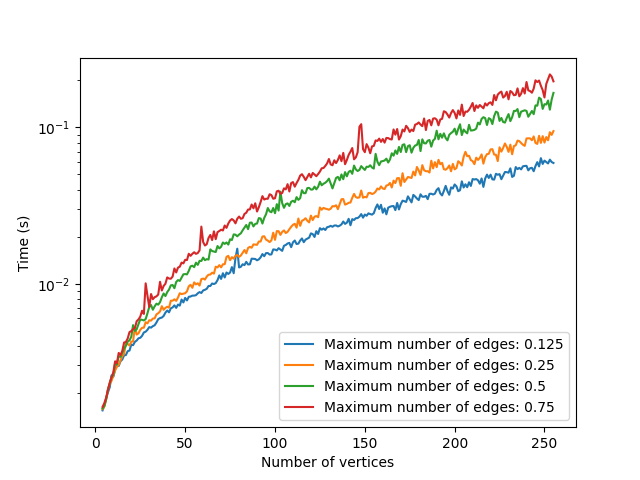 Time (s)
10⁻¹
10⁻²
0
50
100
150
200
250
Number of vertices
Maximum number of edges: 0.125
Maximum number of edges: 0.25
Maximum number of edges: 0.5
Maximum number of edges: 0.75